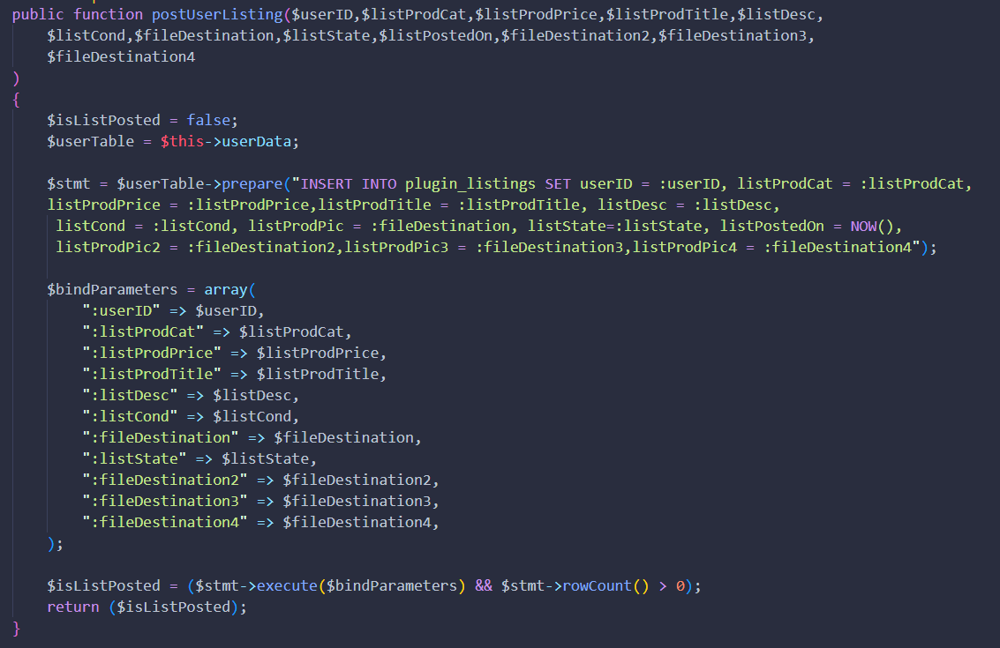 public function postUserListing($userID,$listProdCat,$listProdPrice,$listProdTitle,$listDesc,
$listCond,$fileDestination,$listState,$listPostedOn,$fileDestination2,$fileDestination3,
$fileDestination4
)
{
$isListPosted = false;
$userTable = $this->userData;
$stmt = $userTable->prepare("INSERT INTO plugin_listings SET userID = :userID, listProdCat = :listProdCat,
listProdPrice = :listProdPrice,listProdTitle = :listProdTitle, listDesc = :listDesc,
listCond = :listCond, listProdPic = :fileDestination, listState=:listState, listPostedOn = NOW(),
listProdPic2 = :fileDestination2,listProdPic3 = :fileDestination3,listProdPic4 = :fileDestination4");
$bindParameters = array(
":userID" => $userID,
":listProdCat" => $listProdCat,
":listProdPrice" => $listProdPrice,
":listProdTitle" => $listProdTitle,
":listDesc" => $listDesc,
":listCond" => $listCond,
":fileDestination" => $fileDestination,
":listState" => $listState,
":fileDestination2" => $fileDestination2,
":fileDestination3" => $fileDestination3,
":fileDestination4" => $fileDestination4,
);
$isListPosted = ($stmt->execute($bindParameters) && $stmt->rowCount() > 0);
return ($isListPosted);
}